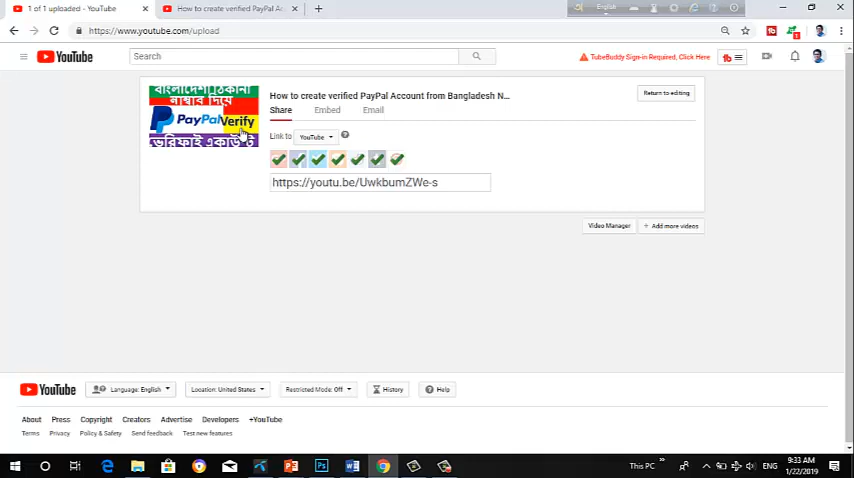 1 of 1 uploaded - YouTube
How to create verified PayPal Ac
English
https://www.youtube.com/upload
YouTube
Search
TubeBuddy Sign-in Required, Click Here
বাংলাদেশী ঠিকানা
নাম্বার দিয়ে
PayPal Verify
ভেরিফাই একাউন্ট
How to create verified PayPal Account from Bangladesh N...
Return to editing
Share Embed Email
Link to YouTube
https://youtu.be/UwkbumZWe-s
Video Manager + Add more videos
YouTube Language: English Location: United States Restricted Mode: Off History Help
About Press Copyright Creators Advertise Developers +YouTube
Terms Privacy Policy & Safety Send feedback Test new features
This PC ENG 9:33 AM
1/22/2019